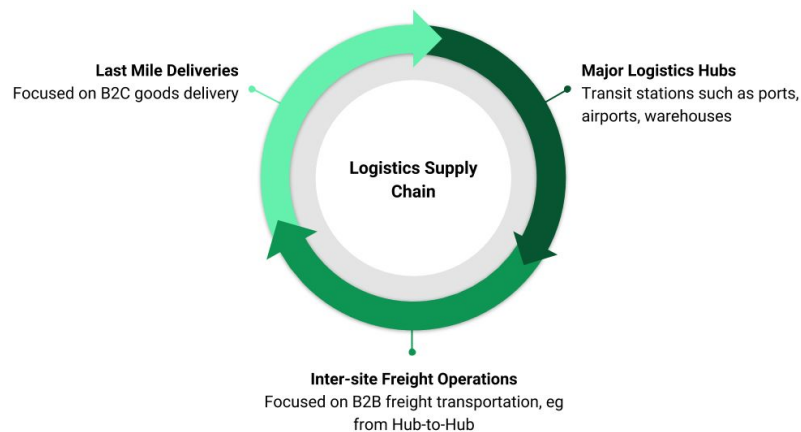 Last Mile Deliveries
Focused on B2C goods delivery
Major Logistics Hubs
Transit stations such as ports,
airports, warehouses
Logistics Supply
Chain
Inter-site Freight Operations
Focused on B2B freight transportation, eg
from Hub-to-Hub